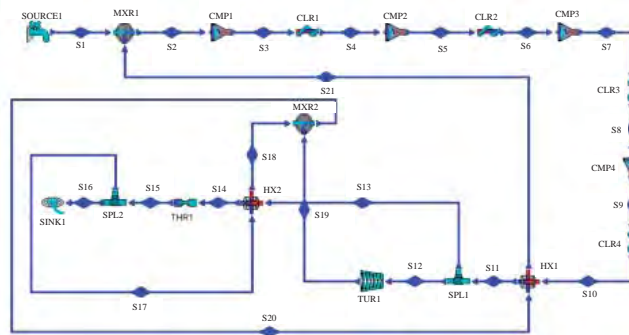 SOURCE1
MXR1
CMP1
CLR1
CMP2
CLR2
CMP3
S1
S2
S3
S4
S5
S6
S7
S21
CLR3
MXR2
S8
S18
CMP4
S16
S15
S14
HX2
S13
SINK1
SPL2
THR1
S19
S9
CLR4
S12
S11
HX1
TUR1
SPL1
S10
S17
S20